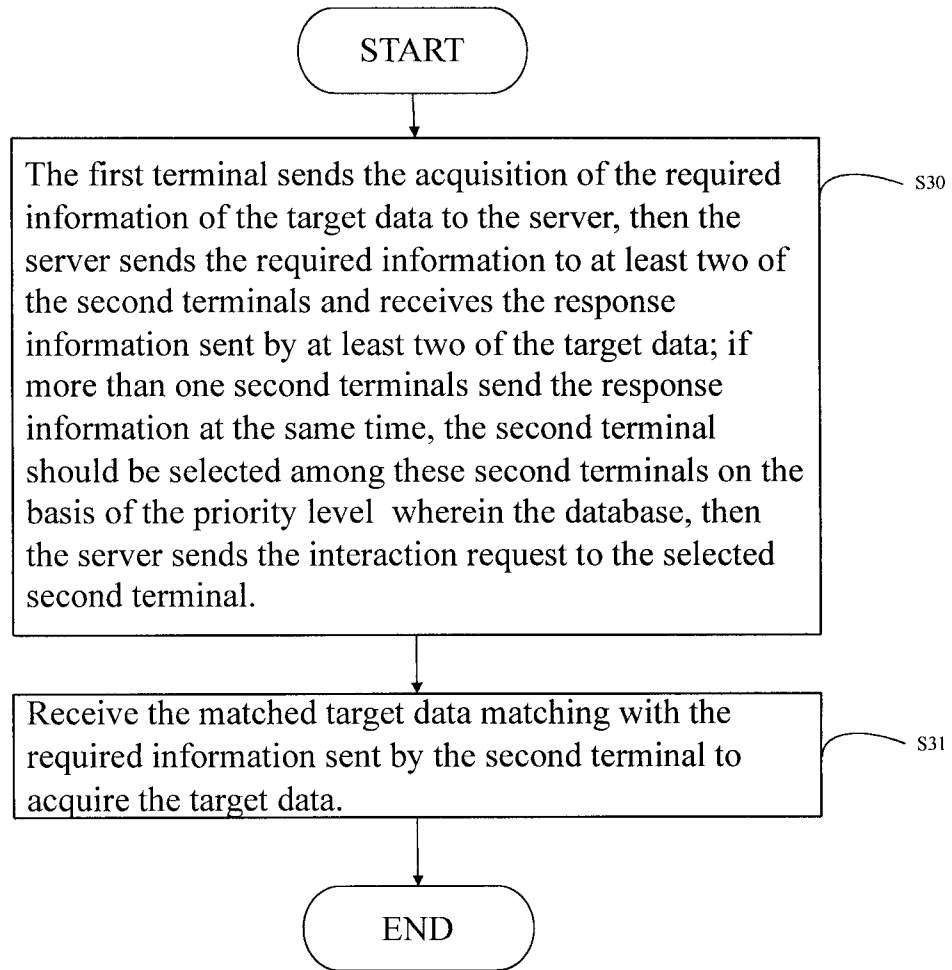 START
The first terminal sends the acquisition of the required
information of the target data to the server, then the
server sends the required information to at least two of
the second terminals and receives the response
information sent by at least two of the target data; if
more than one second terminals send the response
information at the same time, the second terminal
should be selected among these second terminals on the
basis of the priority level wherein the database, then
the server sends the interaction request to the selected
second terminal.
S30
Receive the matched target data matching with the
required information sent by the second terminal to
acquire the target data.
S31
END